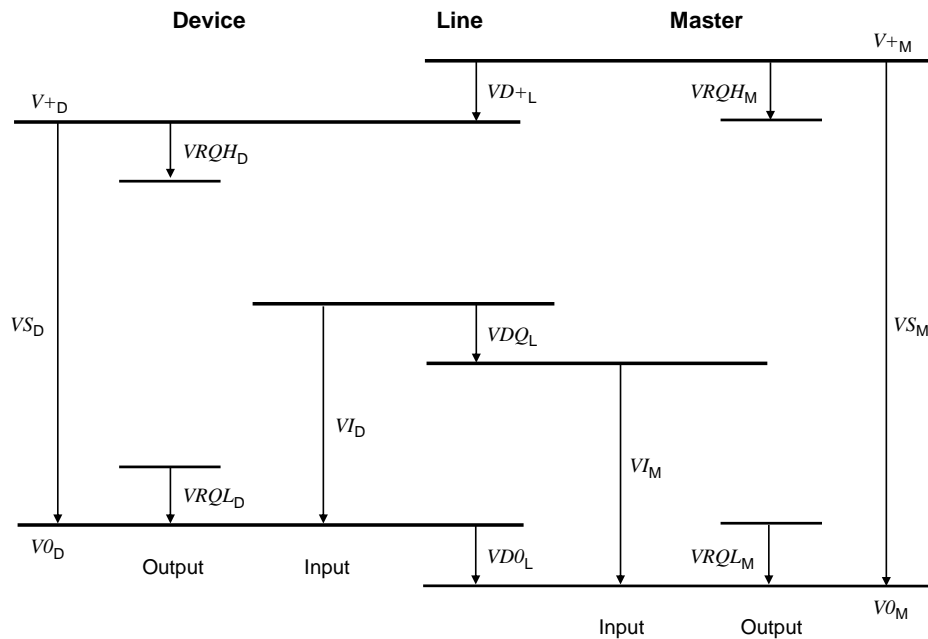 Device Line Master
V+M
VD+L VRQHM
V+D
VRQHD
VSD VDQL VSM
VID
VIM
VRQLD
V0D VD0L VRQLM
Output Input
V0M
Input Output